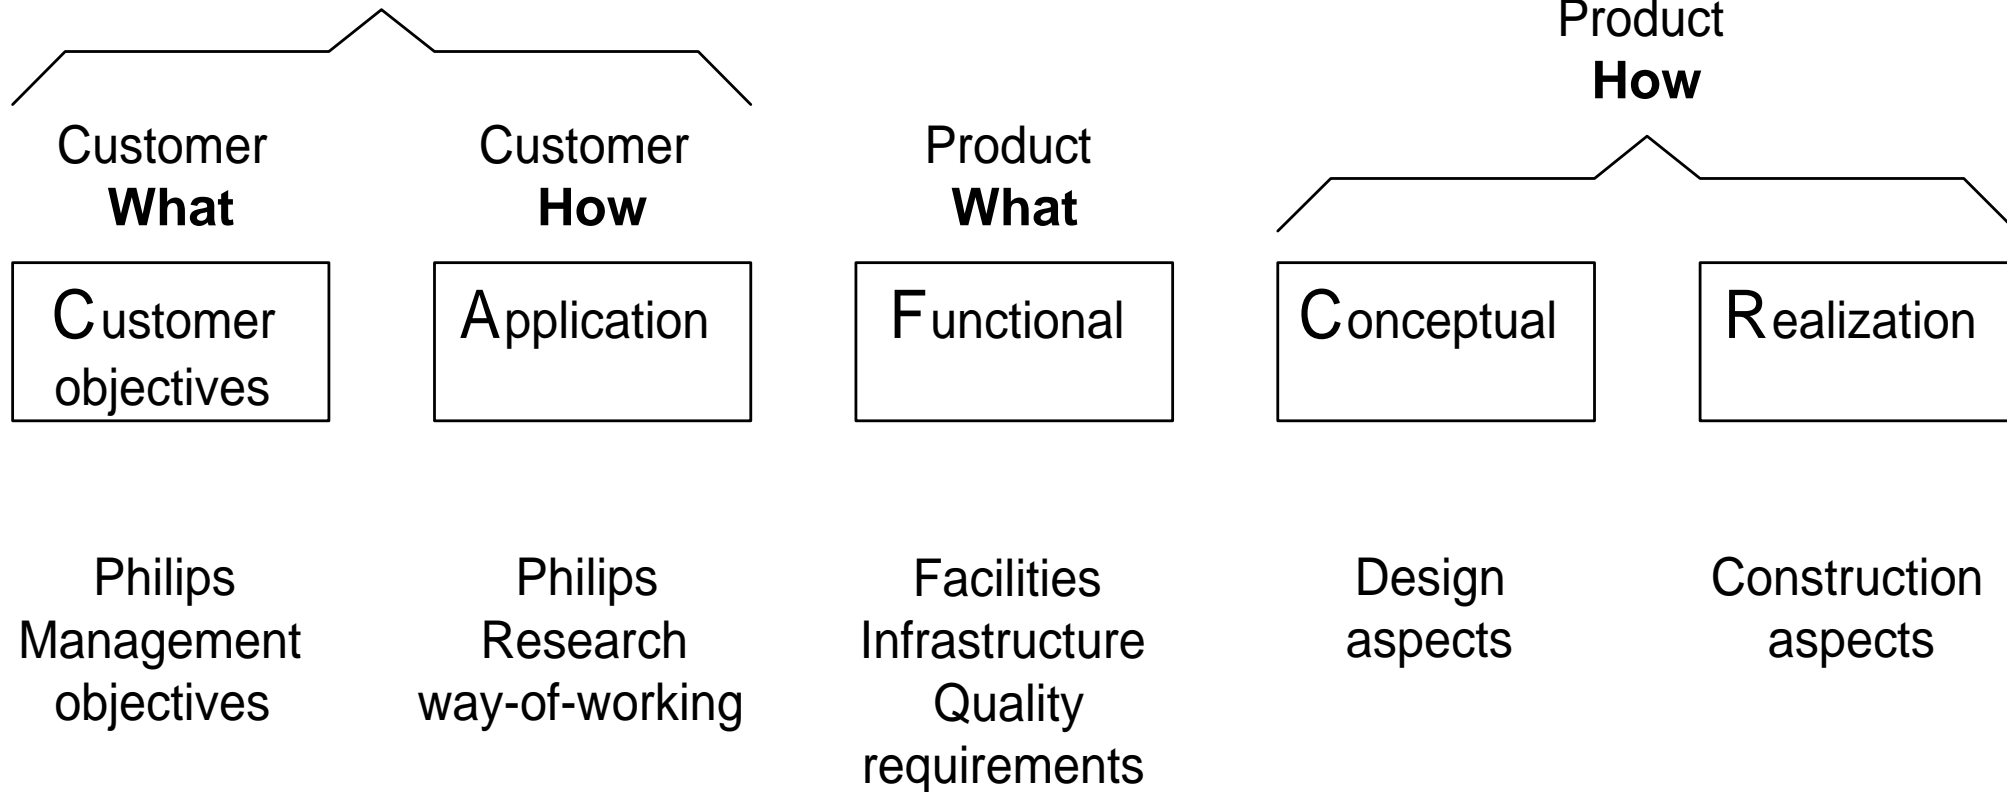 Product
How
Customer
What
Customer
How
Product
What
Customer
objectives
Application
Functional
Conceptual
Realization
Philips
Management
objectives
Philips
Research
way-of-working
Facilities
Infrastructure
Quality
requirements
Design
aspects
Construction
aspects